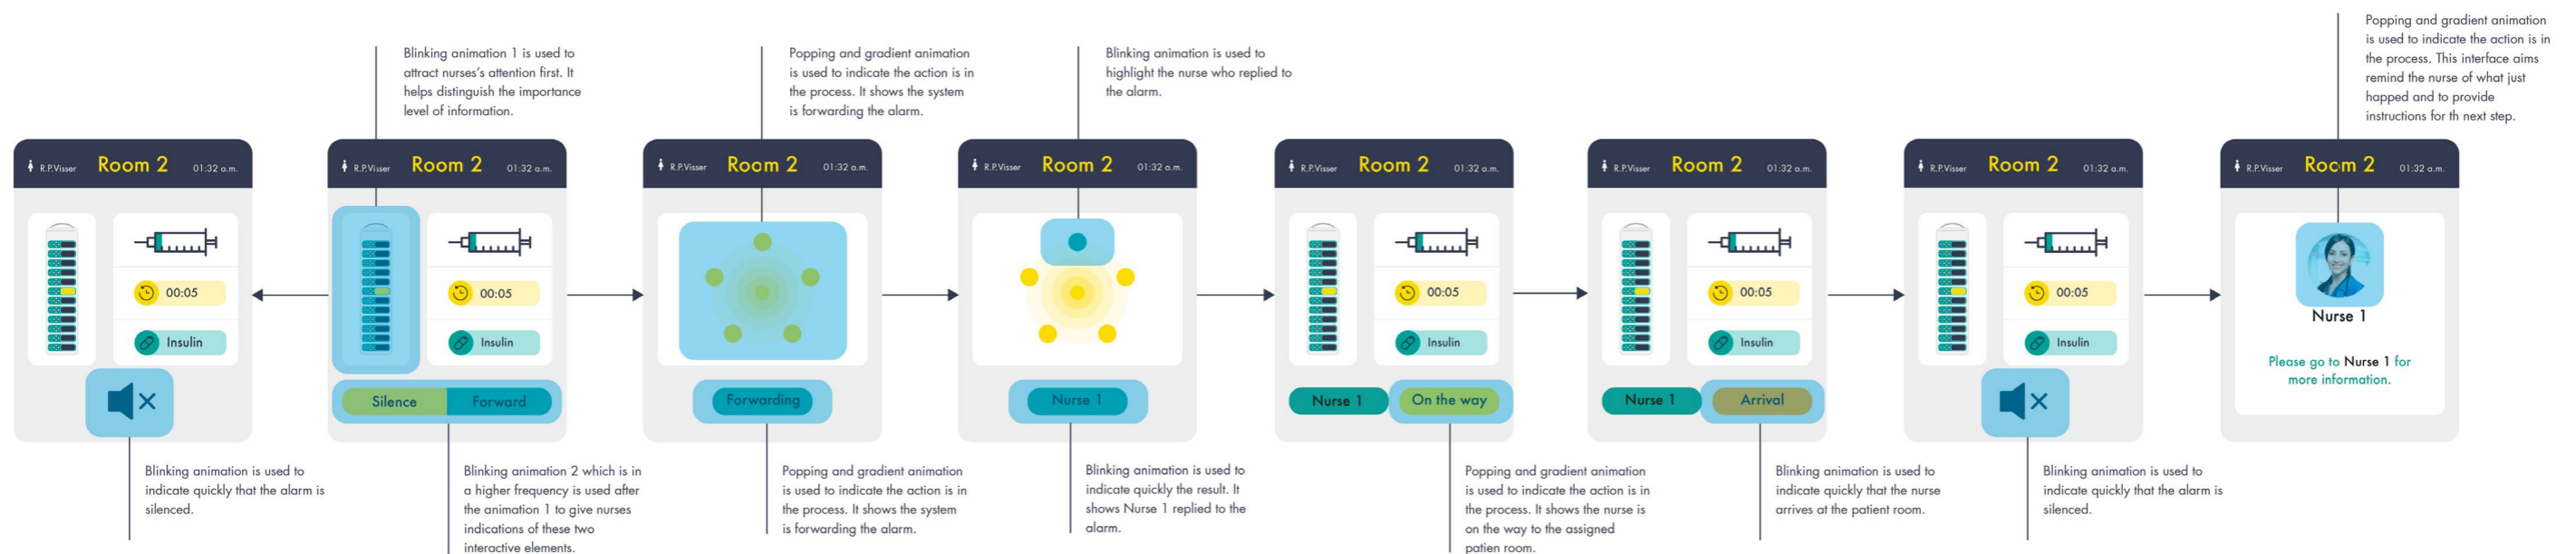 Blinking animation 1 is used to
attract nurses's attention first. It
helps distinguish the importance
level of information.
Popping and gradient animation
is used to indicate the action is in
the process. It shows the system
is forwarding the alarm.
Blinking animation is used to
highlight the nurse who replied to
the alarm.
Popping and gradient animation
is used to indicate the action is in
the process. This interface aims
remind the nurse of what just
happed and to provide
instructions for th next step.
R.P.Visser Room 2 01:32 a.m.
00:05
Insulin
R.P.Visser Room 2 01:32 a.m.
00:05
Insulin
Silence Forward
R.P.Visser Room 2 01:32 a.m.
Forwarding
R.P.Visser Room 2 01:32 a.m.
Nurse 1
R.P.Visser Room 2 01:32 a.m.
00:05
Insulin
Nurse 1 On the way
R.P.Visser Room 2 01:32 a.m.
00:05
Insulin
Nurse 1 Arrival
R.P.Visser Room 2 01:32 a.m.
00:05
Insulin
R.P.Visser Room 2 01:32 a.m.
Nurse 1
Please go to Nurse 1 for
more information.
Blinking animation is used to
indicate quickly that the alarm is
silenced.
Blinking animation 2 which is in
a higher frequency is used after
the animation 1 to give nurses
indications of these two
interactive elements.
Popping and gradient animation
is used to indicate the action is in
the process. It shows the system
is forwarding the alarm.
Blinking animation is used to
indicate quickly the result. It
shows Nurse 1 replied to the
alarm.
Popping and gradient animation
is used to indicate the action is in
the process. It shows the nurse is
on the way to the assigned
patien room.
Blinking animation is used to
indicate quickly that the nurse
arrives at the patient room.
Blinking animation is used to
indicate quickly that the alarm is
silenced.